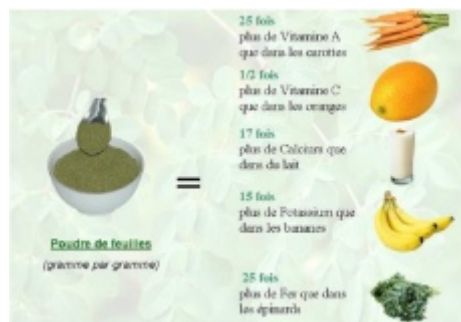 25 fois
plus de Vitamine A
que dans les carottes
1/2 fois
plus de Vitamine C
que dans les oranges
17 fois
plus de Calcium que
dans du lait
=
15 fois
plus de Potassium que
dans les bananes
Poudre de feuilles
(gramme par gramme)
25 fois
plus de Fer que dans
les épinards